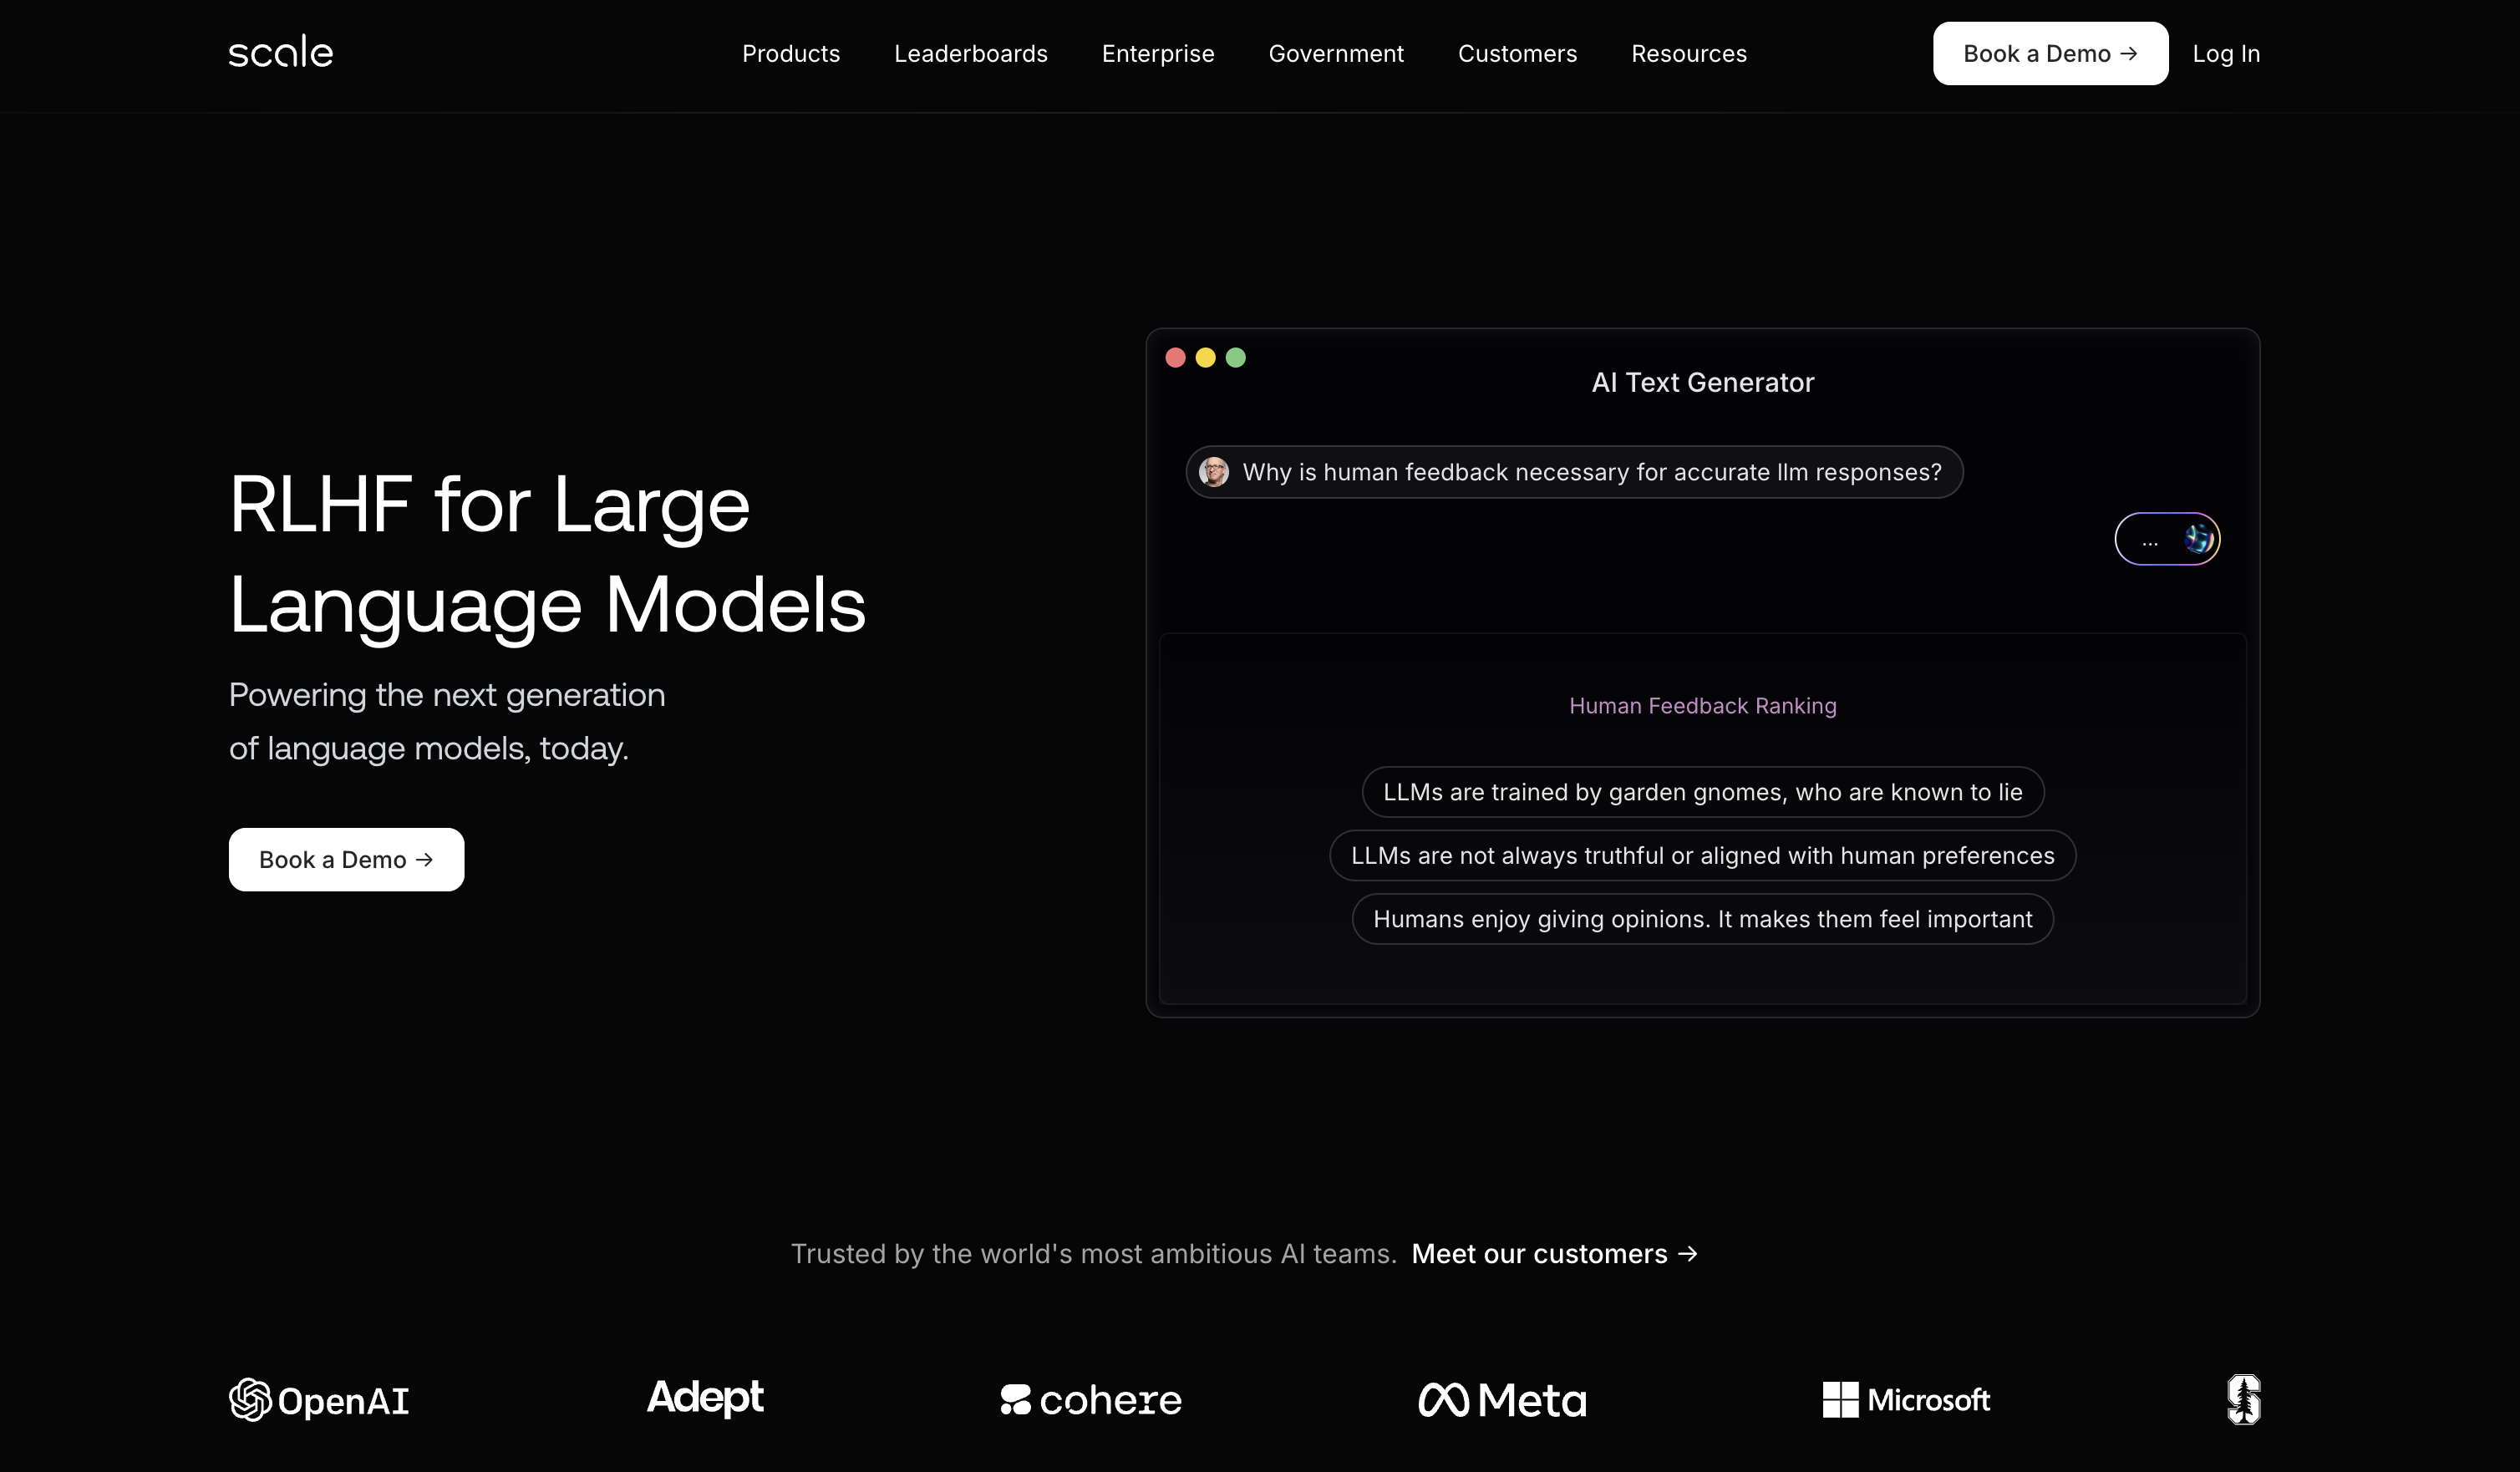 scale
Products
Leaderboards
Enterprise
Government
Customers
Resources
Book a Demo →
Log In
RLHF for Large
Language Models
Powering the next generation
of language models, today.
Book a Demo →
AI Text Generator
Why is human feedback necessary for accurate llm responses?
...
Human Feedback Ranking
LLMs are trained by garden gnomes, who are known to lie
LLMs are not always truthful or aligned with human preferences
Humans enjoy giving opinions. It makes them feel important
Trusted by the world's most ambitious AI teams. Meet our customers →
OpenAI
Adept
cohere
Meta
Microsoft
S